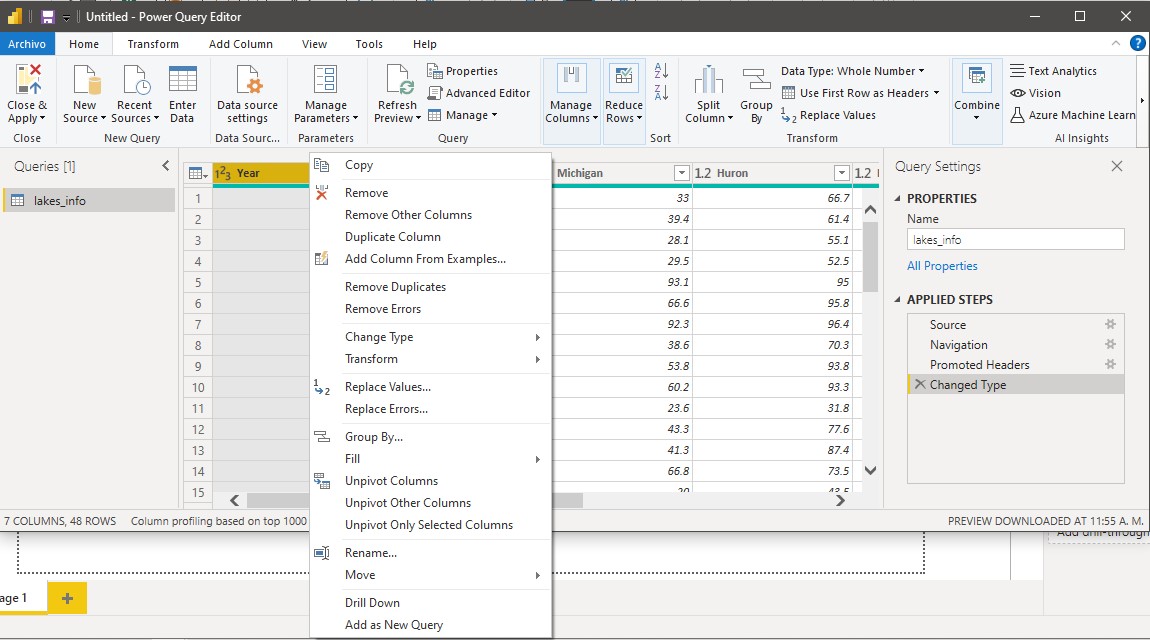 Untitled - Power Query Editor
Archivo Home Transform Add Column View Tools Help
Close & Apply
New Source
Recent Sources
Enter Data
Data source settings
Manage Parameters
Refresh Preview
Properties
Advanced Editor
Manage
Manage Columns
Reduce Rows
Split Column
Group By
Data Type: Whole Number
Use First Row as Headers
Replace Values
Combine
Text Analytics
Vision
Azure Machine Learn
Close New Query Data Sourc... Parameters Query Sort Transform AI Insights
Queries [1]
lakes_info
1 2 3 Year Michigan 1.2 Huron 1.2
1 33 66.7
2 39.4 61.4
3 28.1 55.1
4 29.5 52.5
5 93.1 95
6 66.6 95.8
7 92.3 96.4
8 38.6 70.3
9 53.8 93.8
10 60.2 93.3
11 23.6 31.8
12 43.3 77.6
13 41.3 87.4
14 66.8 73.5
15 20 43.5
Copy
Remove
Remove Other Columns
Duplicate Column
Add Column From Examples...
Remove Duplicates
Remove Errors
Change Type
Transform
Replace Values...
Replace Errors...
Group By...
Fill
Unpivot Columns
Unpivot Other Columns
Unpivot Only Selected Columns
Rename...
Move
Drill Down
Add as New Query
Query Settings
PROPERTIES
Name
lakes_info
All Properties
APPLIED STEPS
Source
Navigation
Promoted Headers
Changed Type
7 COLUMNS, 48 ROWS Column profiling based on top 1000
PREVIEW DOWNLOADED AT 11:55 A. M.
Add drill-through
age 1